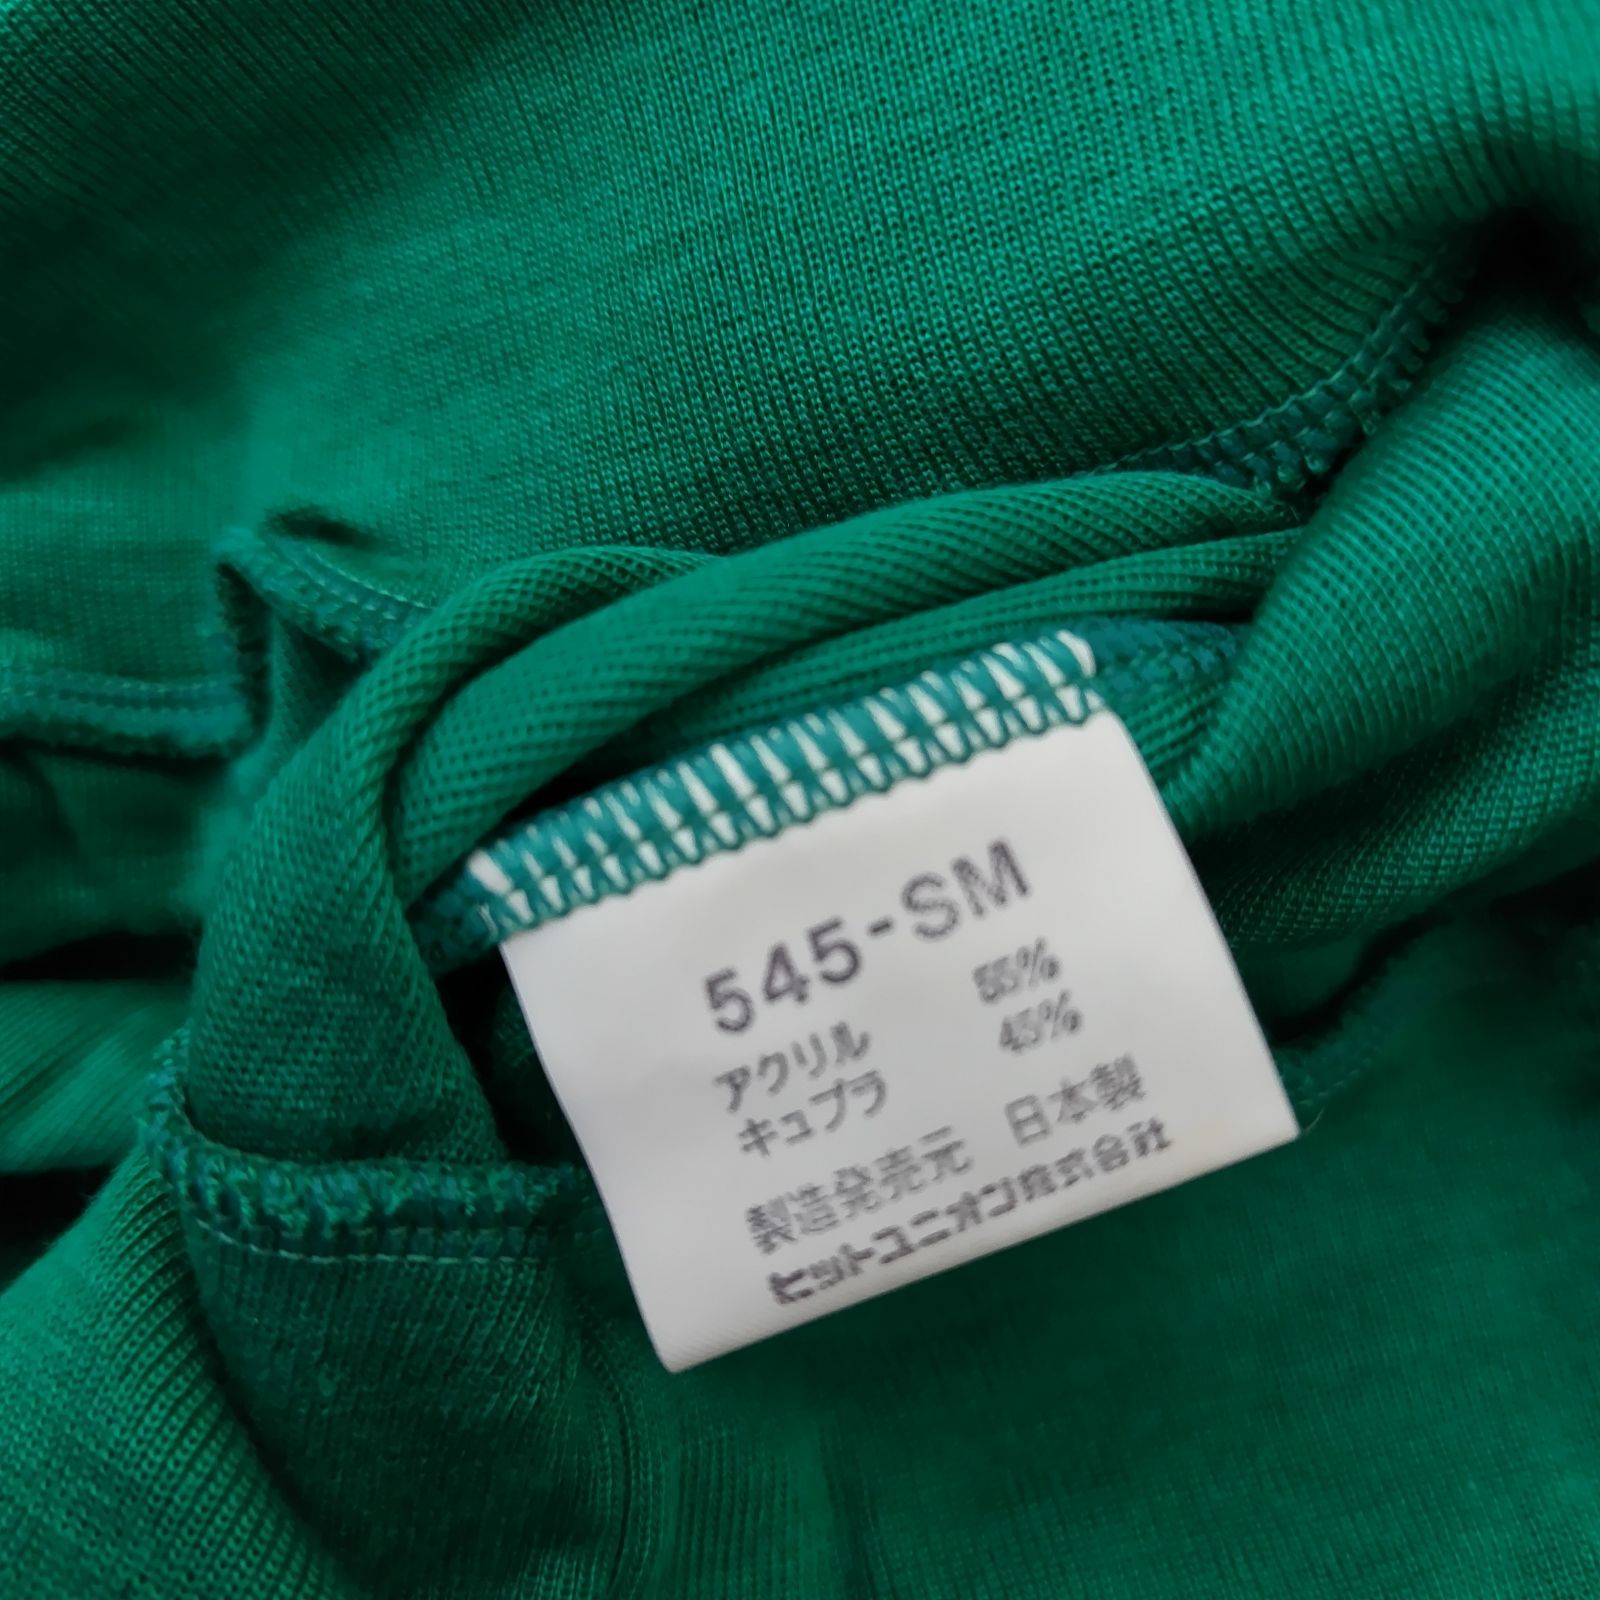 545-SM
アクリル 55%
キュプラ 45%
日本製
製造発売元
ヒットユニオン株式会社